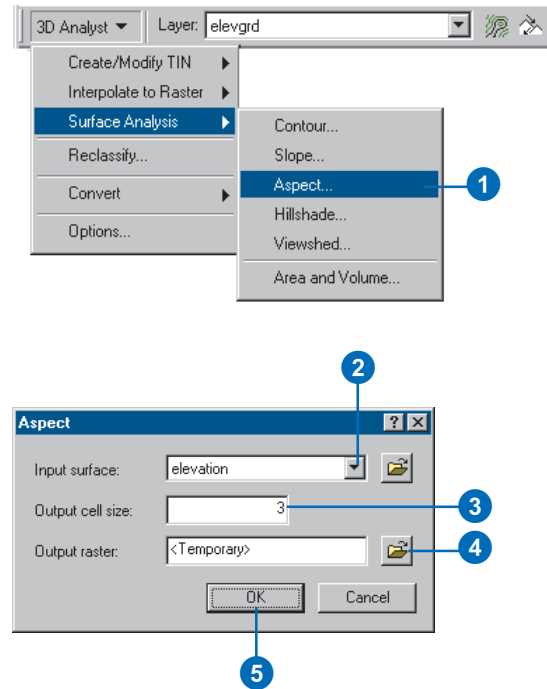 3D Analyst Layer: elevgrd
Create/Modify TIN
Interpolate to Raster
Surface Analysis
Reclassify...
Convert
Options...
Contour...
Slope...
Aspect...
Hillshade...
Viewshed...
Area and Volume...
1
2
Aspect ? X
Input surface: elevation
Output cell size: 3
3
Output raster: <Temporary>
4
OK Cancel
5